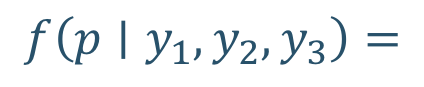 f(p | y₁, y₂, y₃) =